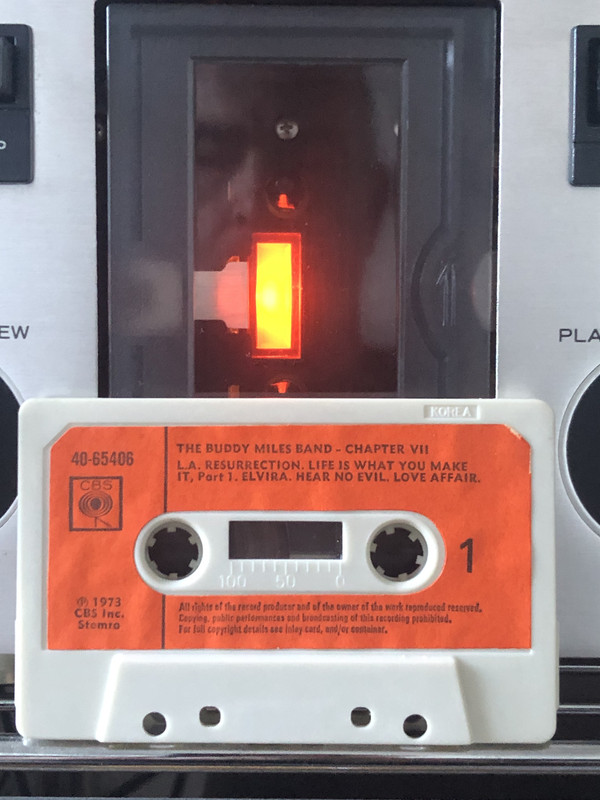 KOREA
40-65406
CBS
THE BUDDY MILES BAND - CHAPTER VII
L.A. RESURRECTION. LIFE IS WHAT YOU MAKE
IT, Part 1. ELVIRA. HEAR NO EVIL. LOVE AFFAIR.
1
100 50 0
℗ 1973
CBS Inc.
Stemra
All rights of the record producer and of the owner of the work reproduced reserved.
Copying, public performances and broadcasting of this recording prohibited.
For full copyright details see inlay card, and/or container.